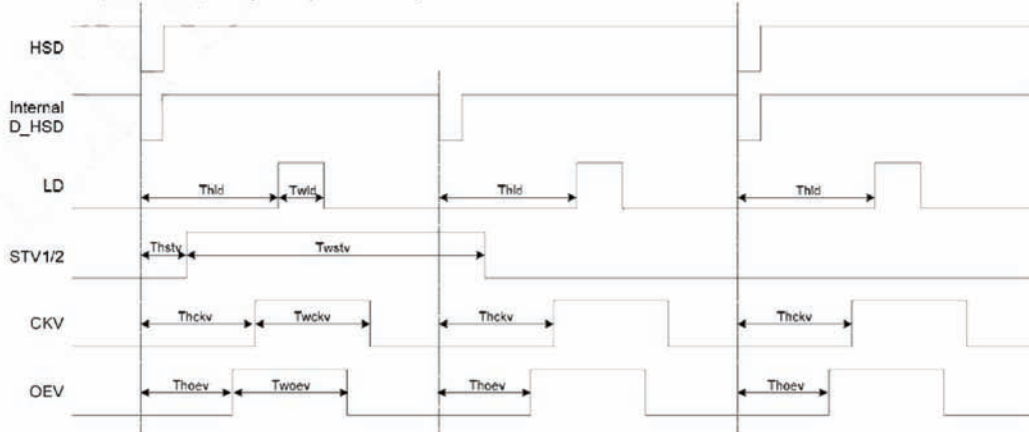 HSD
Internal
D_HSD
LD
Thld Twld Thld Thld
STV1/2
Thstv Twstv
CKV
Thckv Twckv Thckv Thckv
OEV
Thoev Twoev Thoev Thoev